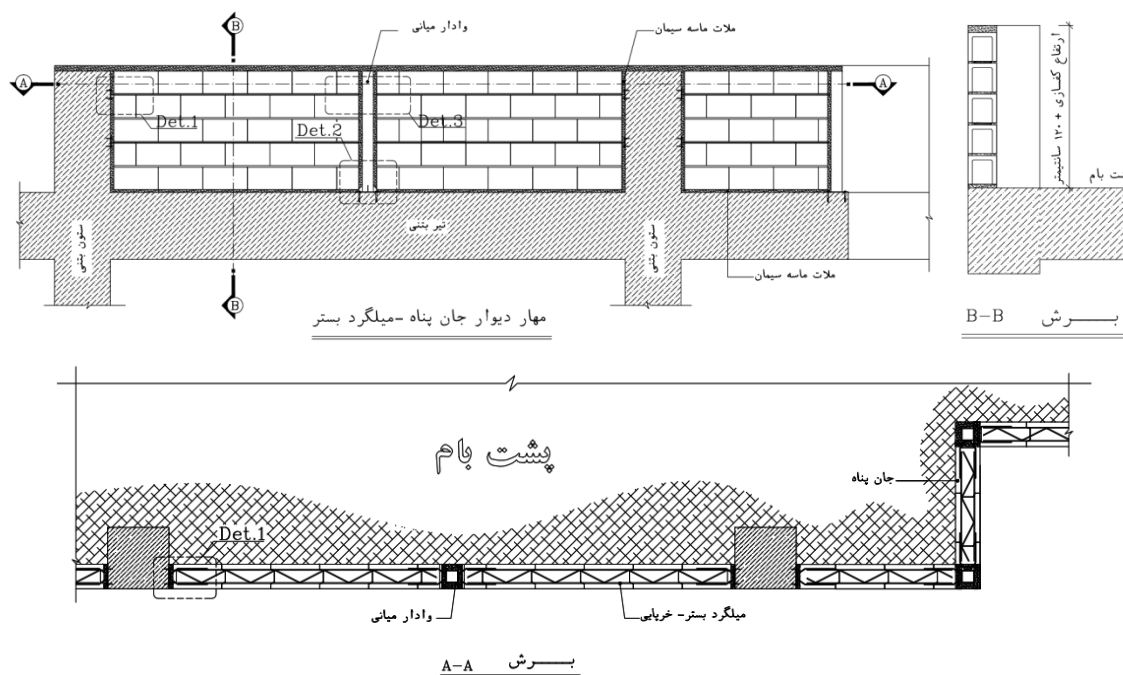 B
وادار میانی
ملات ماسه سیمان
A
A
Det.1
Det.2
Det.3
ارتفاع کفسازی + ۱۲۰ سانتیمتر
بام
ستون بتنی
تیر بتنی
ستون بتنی
ملات ماسه سیمان
B
مهار دیوار جان پناه -میلگرد بستر
برش B-B
پشت بام
جان پناه
Det.1
وادار میانی
میلگرد بستر- خرپایی
برش A-A